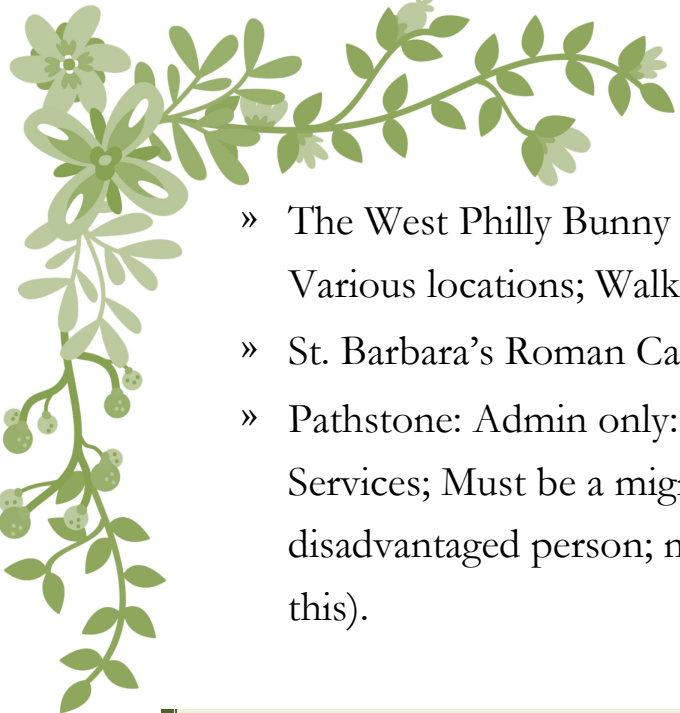 » The West Philly Bunny
Various locations; Walk
» St. Barbara’s Roman Ca
» Pathstone: Admin only:
Services; Must be a mig
disadvantaged person; n
this).